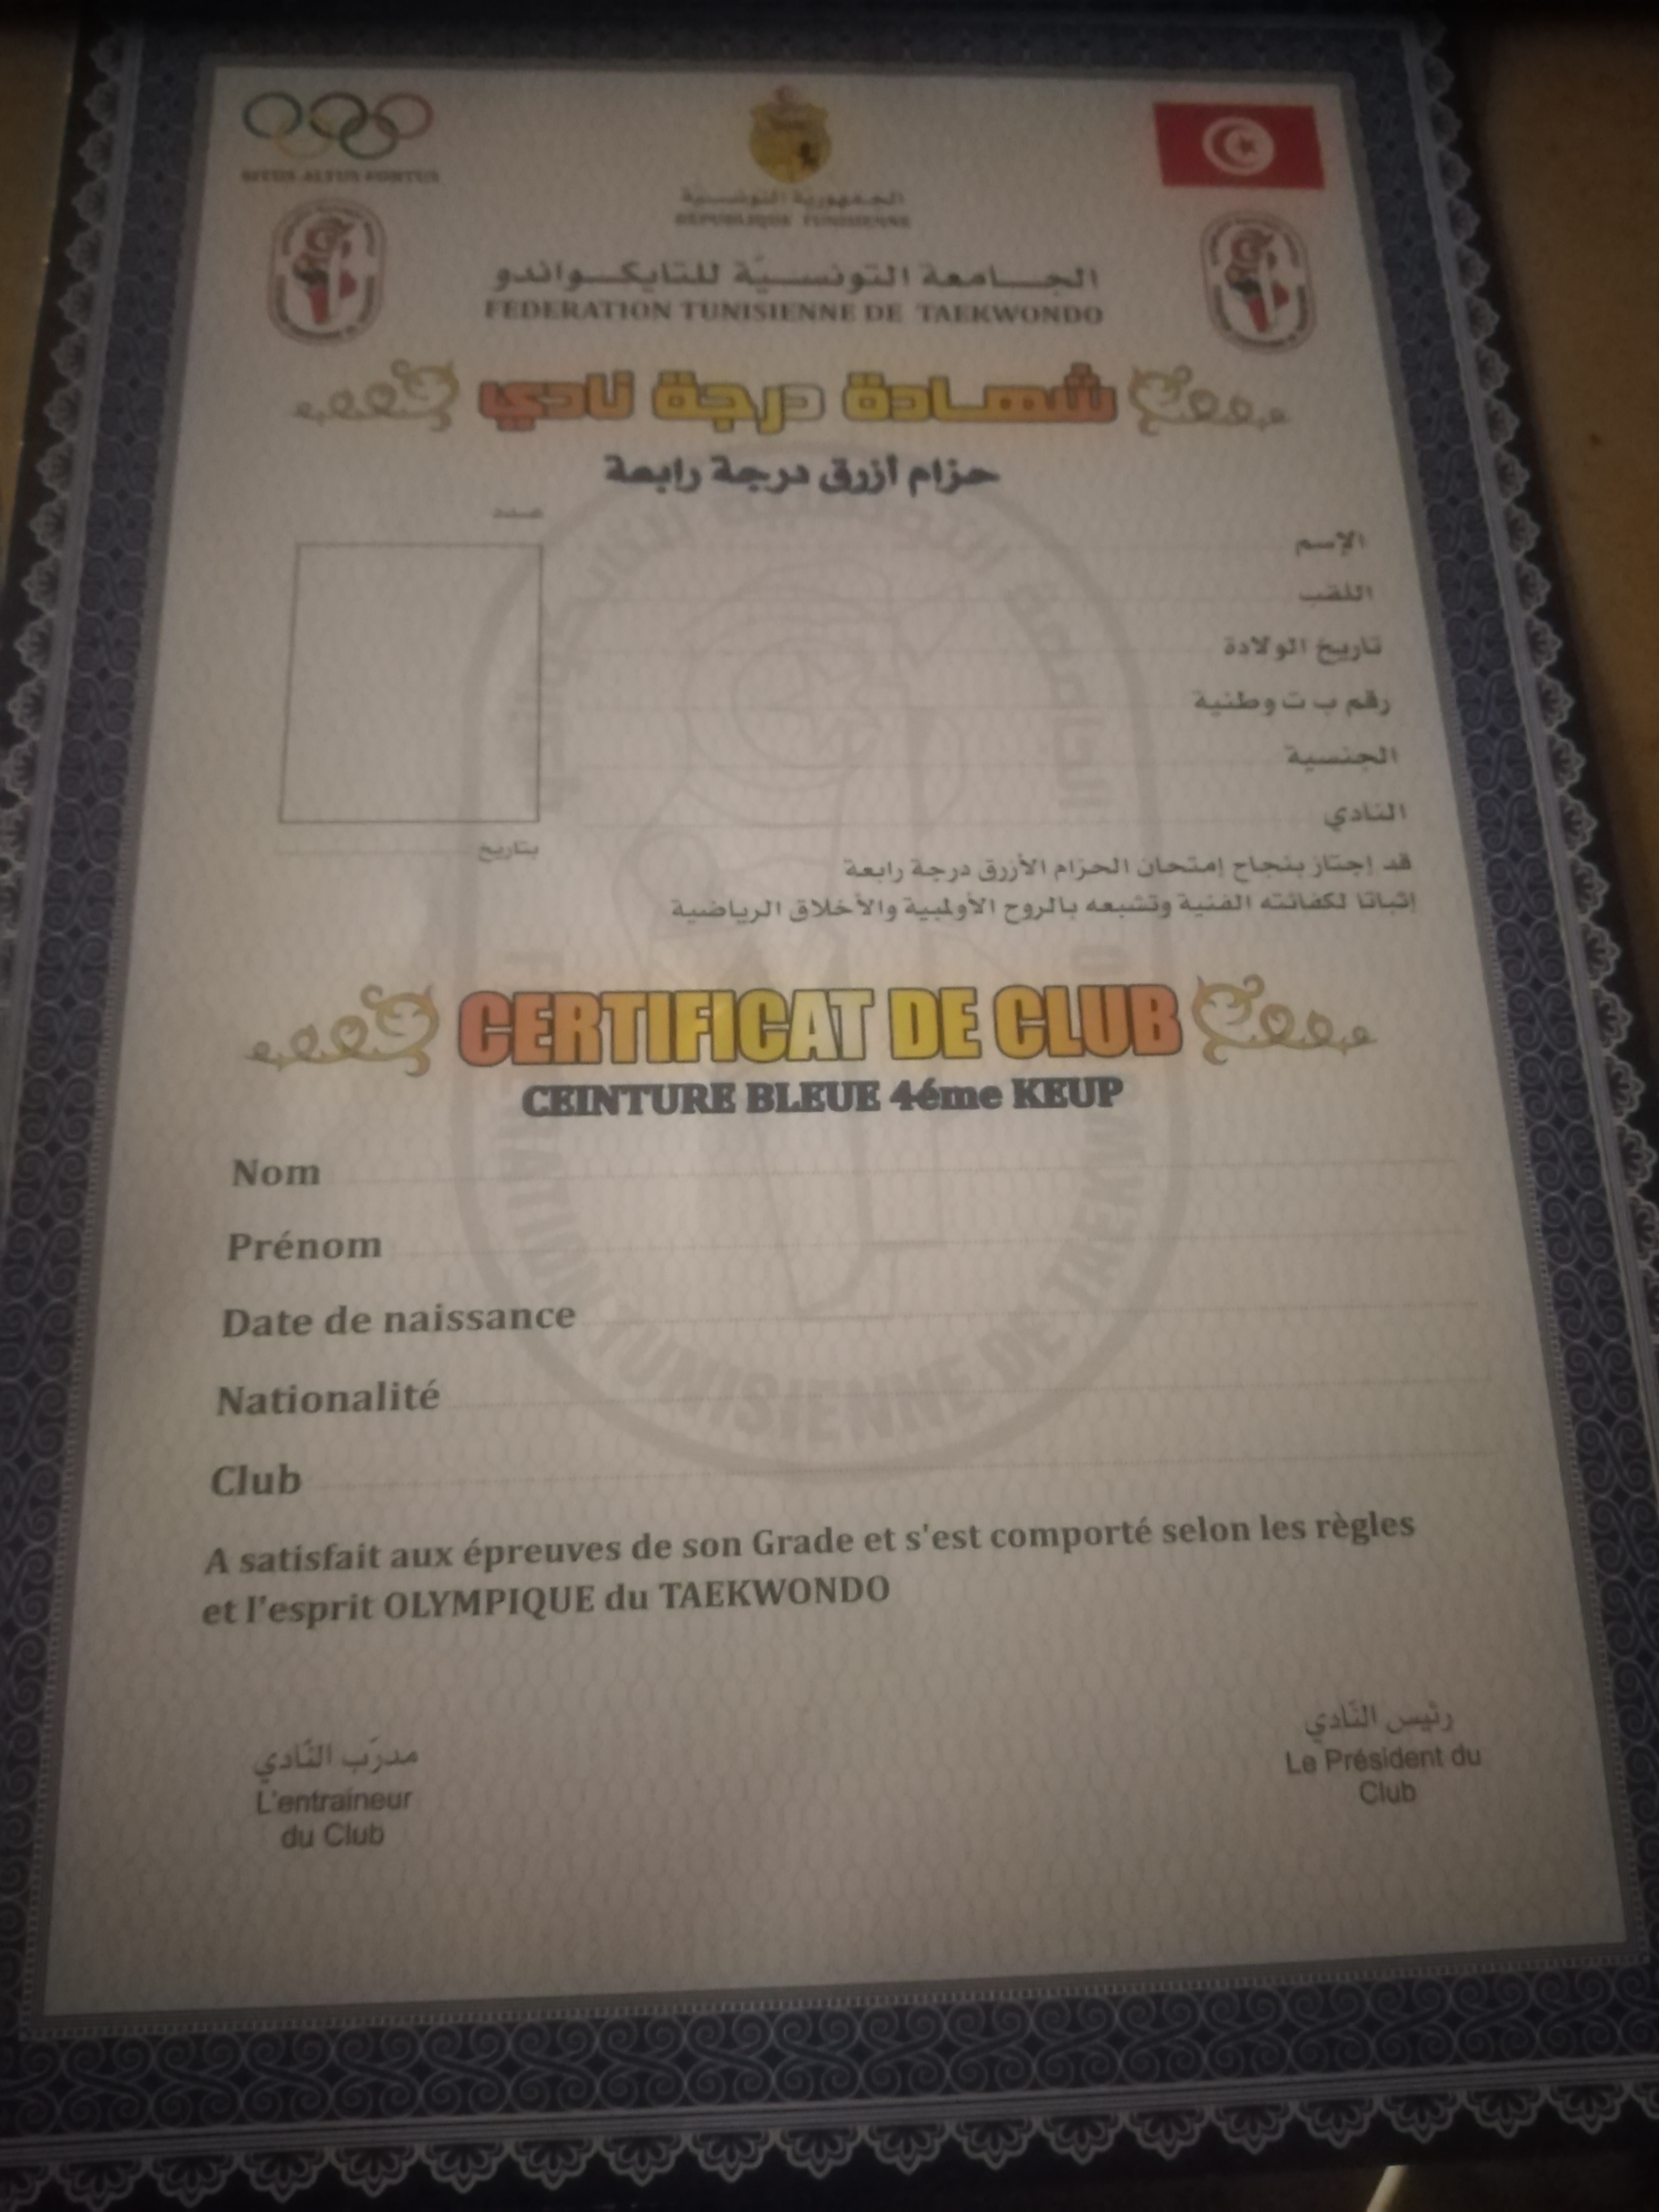 CITIUS ALTIUS FORTIUS
الجمهورية التونسية
REPUBLIQUE TUNISIENNE
الجامعة التونسيّة للتايكواندو
FEDERATION TUNISIENNE DE TAEKWONDO
شهادة درجة نادي
حزام أزرق درجة رابعة
عدد
الإسم
اللقب
تاريخ الولادة
رقم ب ت وطنية
الجنسية
النادي
بتاريخ
قد إجتاز بنجاح إمتحان الحزام الأزرق درجة رابعة
إثباتا لكفائته الفنية وتشبعه بالروح الأولمبية والأخلاق الرياضية
CERTIFICAT DE CLUB
CEINTURE BLEUE 4éme KEUP
Nom
Prénom
Date de naissance
Nationalité
Club
A satisfait aux épreuves de son Grade et s'est comporté selon les règles
et l'esprit OLYMPIQUE du TAEKWONDO
مدرّب النّادي
L'entraineur
du Club
رئيس النّادي
Le Président du
Club